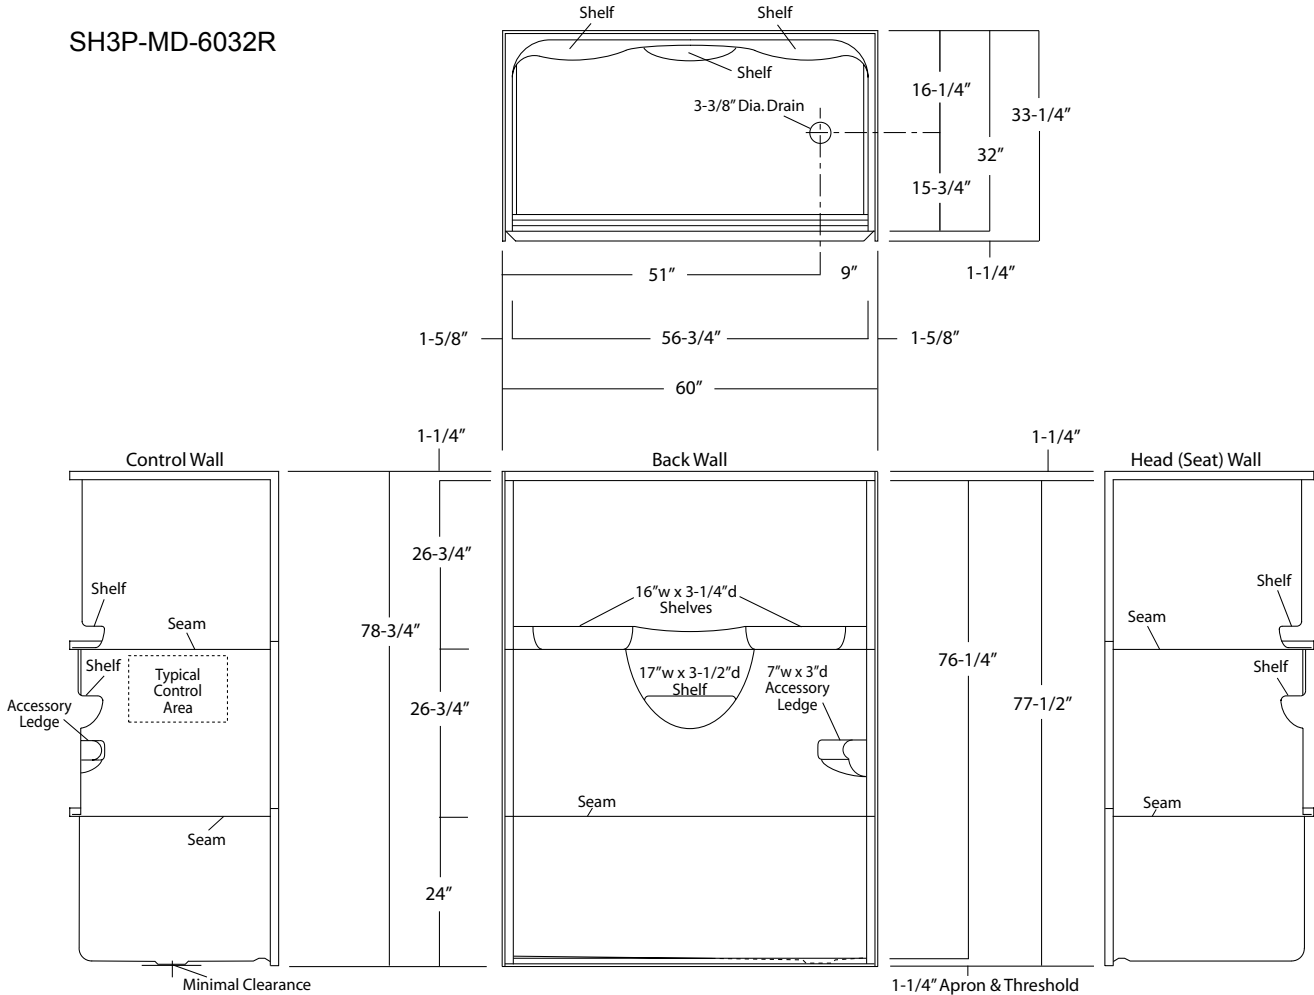 SH3P-MD-6032R
Shelf
Shelf
Shelf
3-3/8” Dia. Drain
16-1/4”
33-1/4”
32”
15-3/4”
51”
9”
1-1/4”
1-5/8”
56-3/4”
1-5/8”
60”
1-1/4”
1-1/4”
Control Wall
Back Wall
Head (Seat) Wall
26-3/4”
Shelf
Seam
78-3/4”
16”w x 3-1/4”d
Shelves
Shelf
Seam
Shelf
Typical
Control
Area
Accessory
Ledge
26-3/4”
17”w x 3-1/2”d
Shelf
7”w x 3”d
Accessory
Ledge
76-1/4”
77-1/2”
Shelf
Seam
Seam
Seam
24”
Minimal Clearance
1-1/4” Apron & Threshold